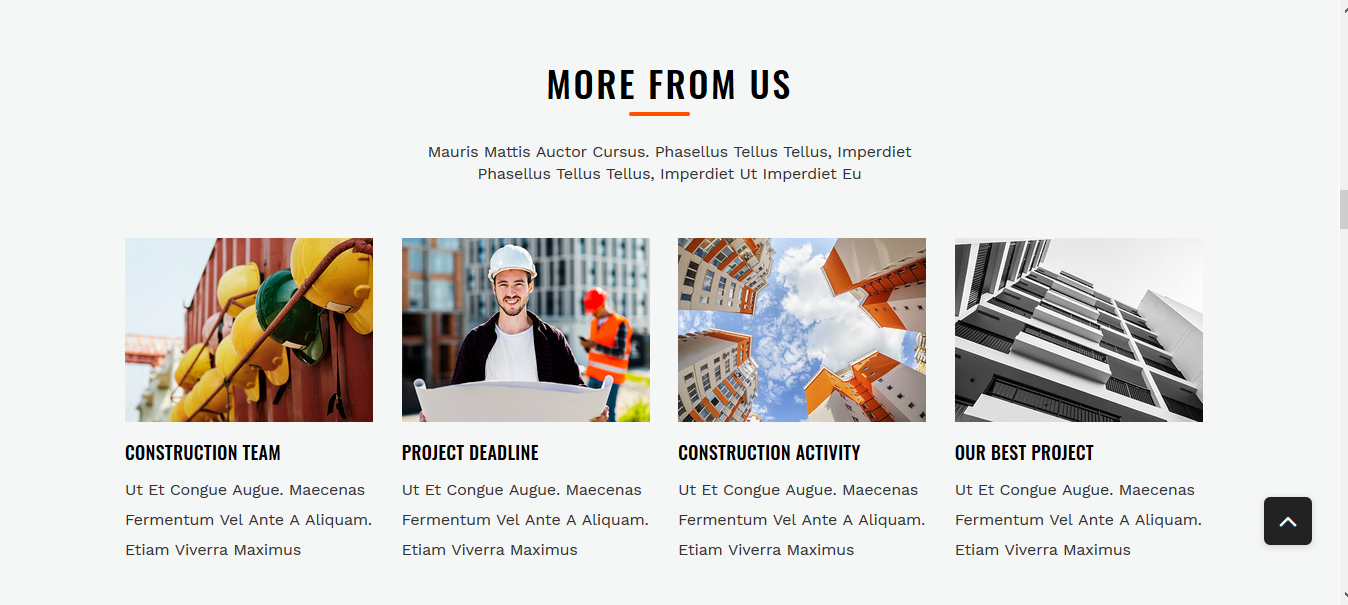 MORE FROM US
Mauris Mattis Auctor Cursus. Phasellus Tellus Tellus, Imperdiet
Phasellus Tellus Tellus, Imperdiet Ut Imperdiet Eu
CONSTRUCTION TEAM
Ut Et Congue Augue. Maecenas
Fermentum Vel Ante A Aliquam.
Etiam Viverra Maximus
PROJECT DEADLINE
Ut Et Congue Augue. Maecenas
Fermentum Vel Ante A Aliquam.
Etiam Viverra Maximus
CONSTRUCTION ACTIVITY
Ut Et Congue Augue. Maecenas
Fermentum Vel Ante A Aliquam.
Etiam Viverra Maximus
OUR BEST PROJECT
Ut Et Congue Augue. Maecenas
Fermentum Vel Ante A Aliquam.
Etiam Viverra Maximus